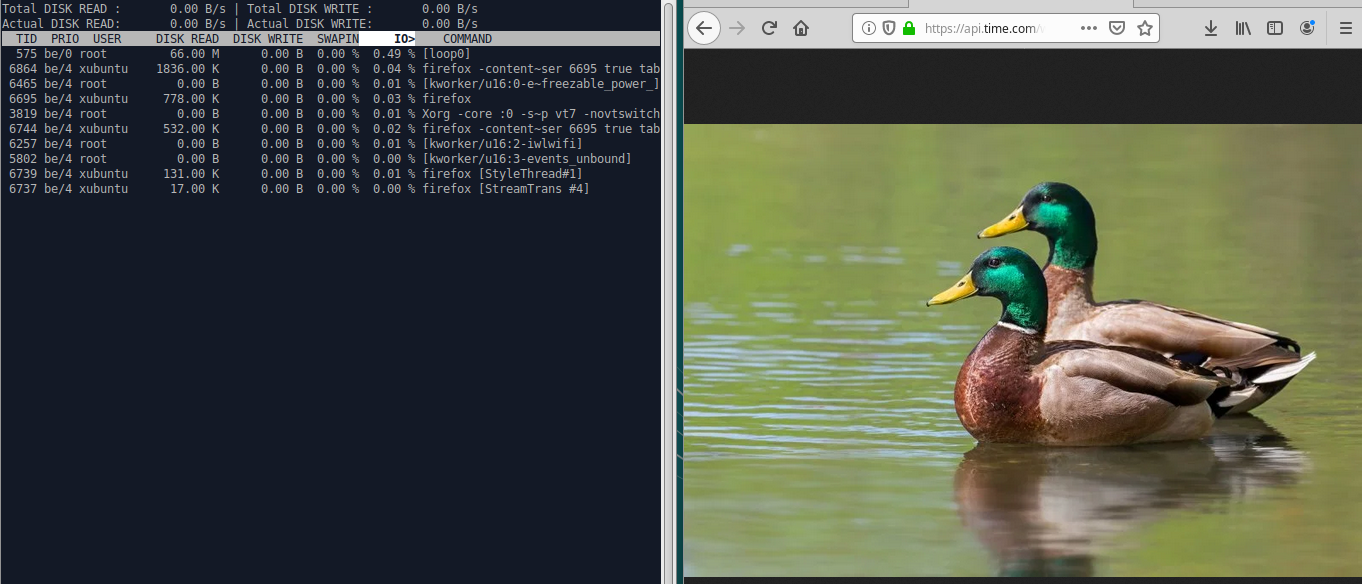 Total DISK READ :       0.00 B/s | Total DISK WRITE :       0.00 B/s
Actual DISK READ:       0.00 B/s | Actual DISK WRITE:       0.00 B/s
TID  PRIO  USER     DISK READ  DISK WRITE  SWAPIN     IO>    COMMAND
575 be/0 root       66.00 M      0.00 B  0.00 %  0.49 % [loop0]
6864 be/4 xubuntu  1836.00 K      0.00 B  0.00 %  0.04 % firefox -content~ser 6695 true tab
6465 be/4 root        0.00 B      0.00 B  0.00 %  0.01 % [kworker/u16:0-e~freezable_power_]
6695 be/4 xubuntu   778.00 K      0.00 B  0.00 %  0.03 % firefox
3819 be/4 root        0.00 B      0.00 B  0.00 %  0.01 % Xorg -core :0 -s~p vt7 -novtswitch
6744 be/4 xubuntu   532.00 K      0.00 B  0.00 %  0.02 % firefox -content~ser 6695 true tab
6257 be/4 root        0.00 B      0.00 B  0.00 %  0.01 % [kworker/u16:2-iwlwifi]
5802 be/4 root        0.00 B      0.00 B  0.00 %  0.00 % [kworker/u16:3-events_unbound]
6739 be/4 xubuntu   131.00 K      0.00 B  0.00 %  0.01 % firefox [StyleThread#1]
6737 be/4 xubuntu    17.00 K      0.00 B  0.00 %  0.00 % firefox [StreamTrans #4]
https://api.time.com/